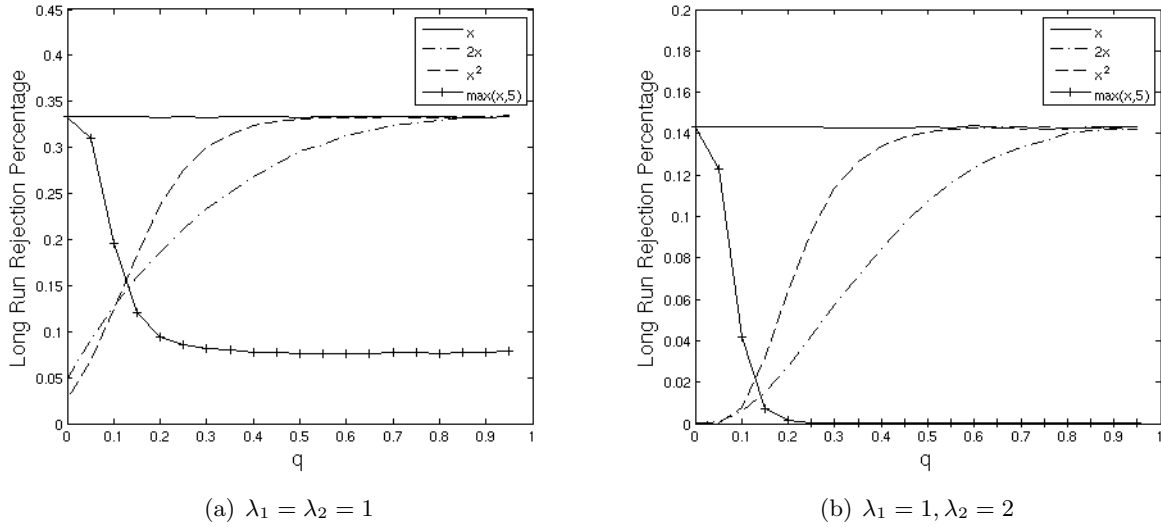 0.45
0.4
0.35
0.3
0.25
0.2
0.15
0.1
0.05
0
Long Run Rejection Percentage
x
2x
x²
max(x,5)
0 0.1 0.2 0.3 0.4 0.5 0.6 0.7 0.8 0.9 1
q
(a) λ₁ = λ₂ = 1
0.2
0.18
0.16
0.14
0.12
0.1
0.08
0.06
0.04
0.02
0
Long Run Rejection Percentage
x
2x
x²
max(x,5)
0 0.1 0.2 0.3 0.4 0.5 0.6 0.7 0.8 0.9 1
q
(b) λ₁ = 1, λ₂ = 2